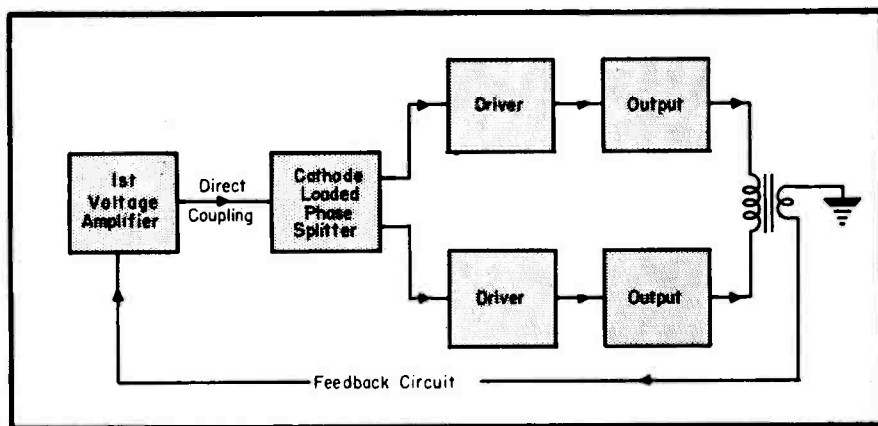 1st
Voltage
Amplifier
Direct
Coupling
Cathode
Loaded
Phase
Splitter
Driver
Output
Driver
Output
Feedback Circuit